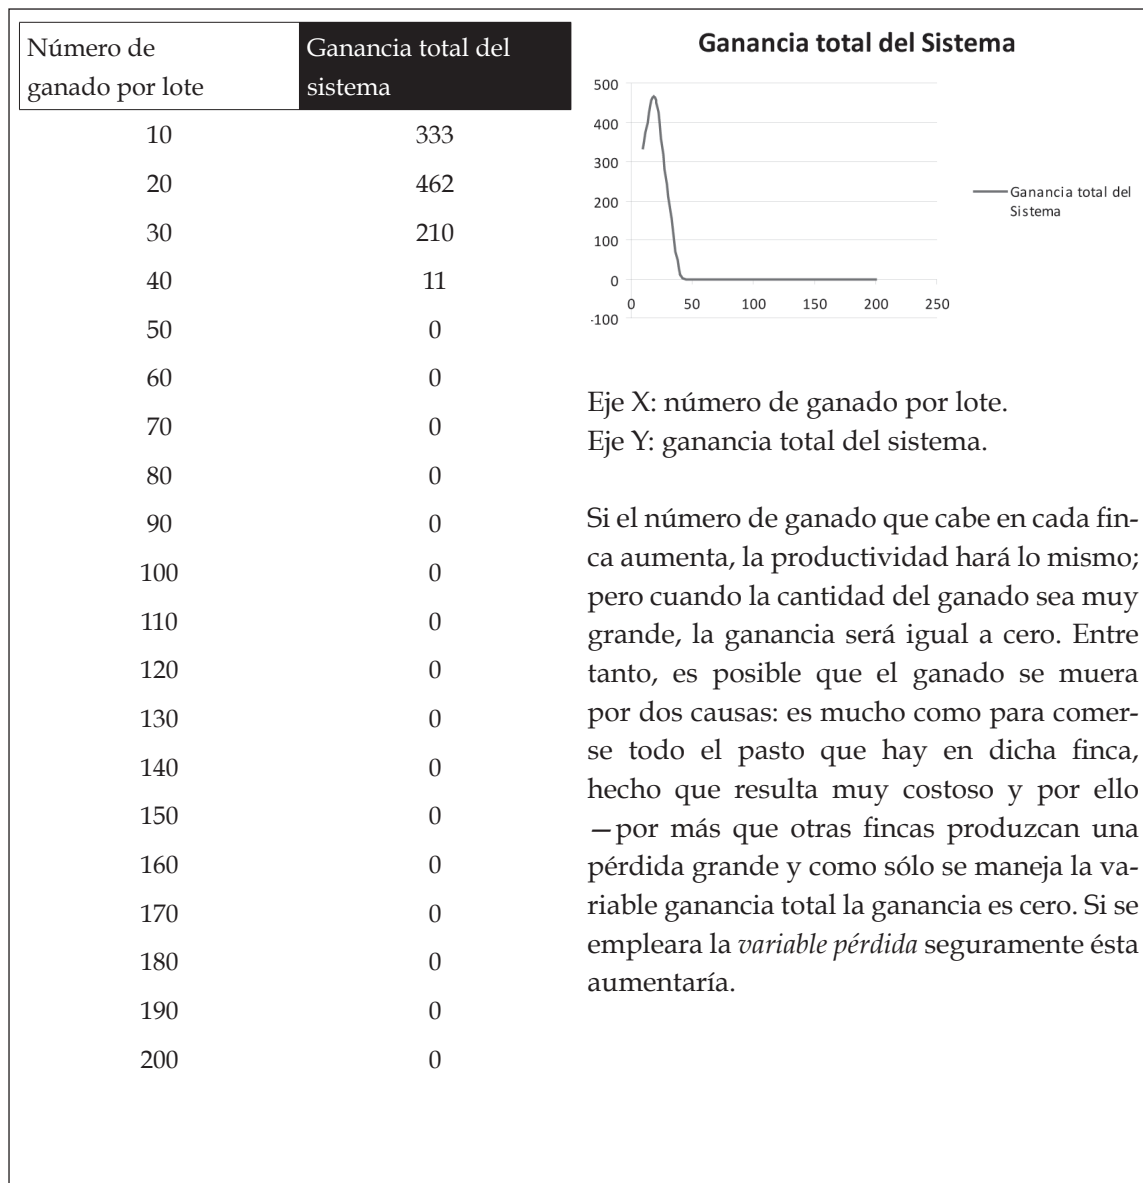 Número de
ganado por lote
Ganancia total del
sistema
10 333
20 462
30 210
40 11
50 0
60 0
70 0
80 0
90 0
100 0
110 0
120 0
130 0
140 0
150 0
160 0
170 0
180 0
190 0
200 0
Ganancia total del Sistema
500
400
300
200
100
0
-100
0 50 100 150 200 250
Ganancia total del
Sistema
Eje X: número de ganado por lote.
Eje Y: ganancia total del sistema.
Si el número de ganado que cabe en cada fin-
ca aumenta, la productividad hará lo mismo;
pero cuando la cantidad del ganado sea muy
grande, la ganancia será igual a cero. Entre
tanto, es posible que el ganado se muera
por dos causas: es mucho como para comer-
se todo el pasto que hay en dicha finca,
hecho que resulta muy costoso y por ello
—por más que otras fincas produzcan una
pérdida grande y como sólo se maneja la va-
riable ganancia total la ganancia es cero. Si se
empleara la variable pérdida seguramente ésta
aumentaría.